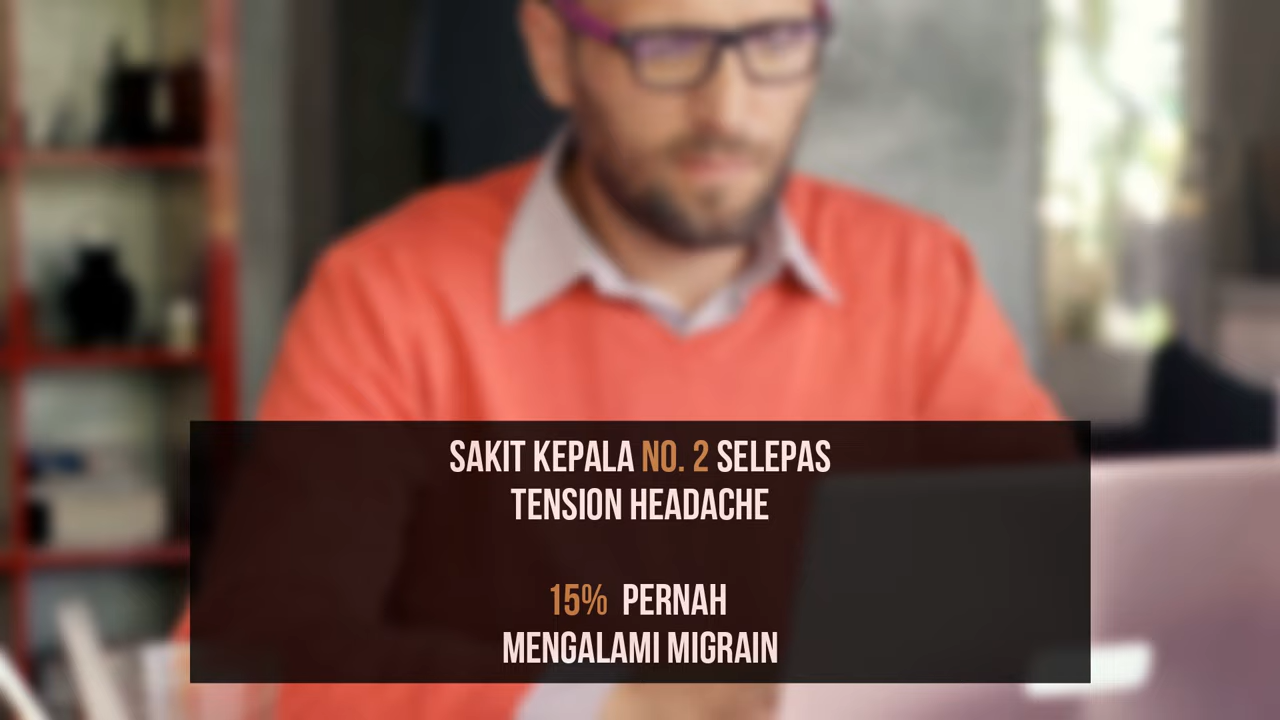 SAKIT KEPALA NO. 2 SELEPAS
TENSION HEADACHE
15% PERNAH
MENGALAMI MIGRAIN